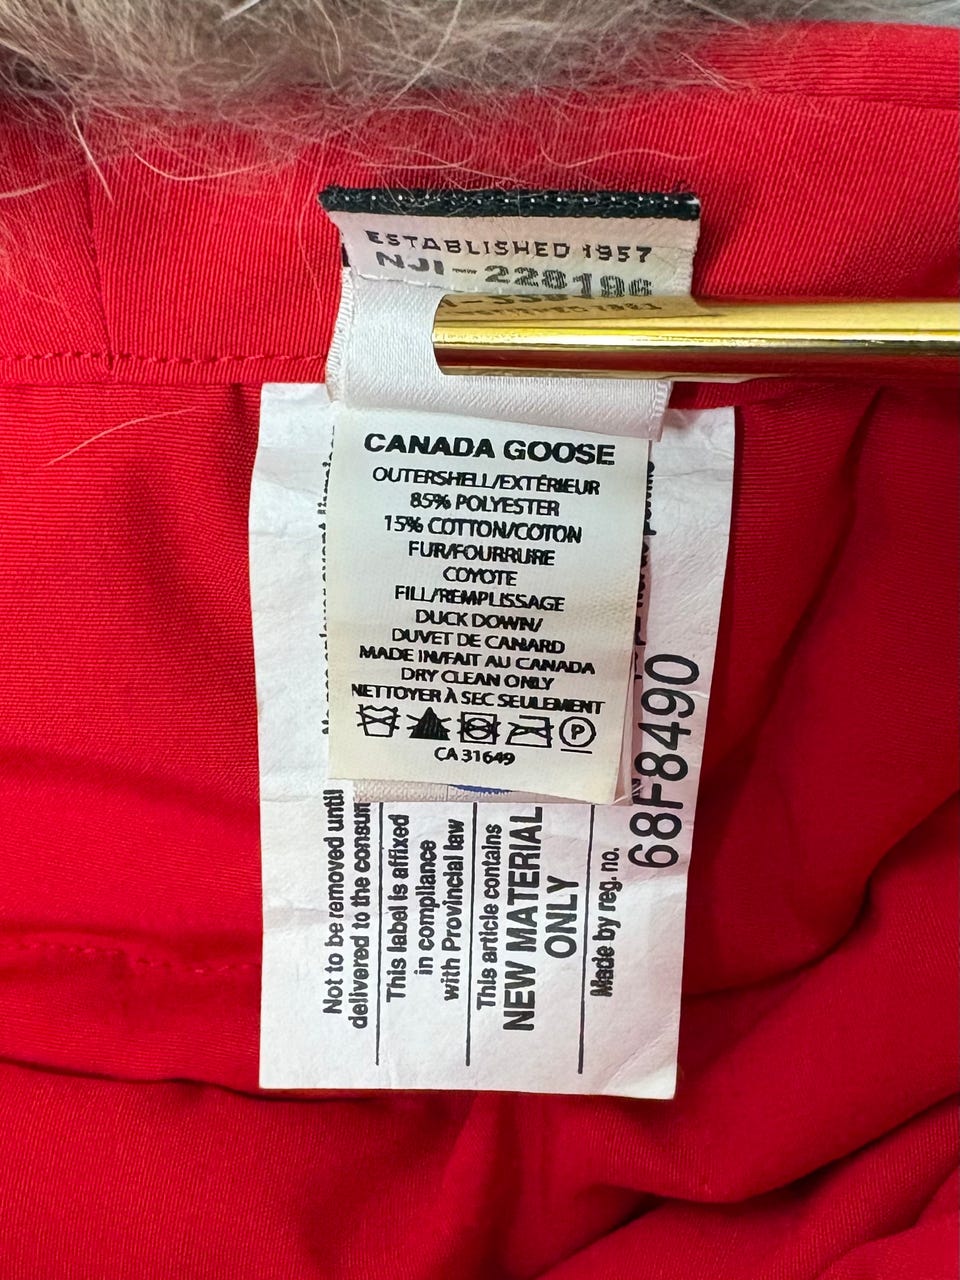 ESTABLISHED 1957
NJI-228186
CANADA GOOSE
OUTERSHELL/EXTÉRIEUR
85% POLYESTER
15% COTTON/COTON
FUR/FOURRURE
COYOTE
FILL/REMPLISSAGE
DUCK DOWN/
DUVET DE CANARD
MADE IN/FAIT AU CANADA
DRY CLEAN ONLY
NETTOYER À SEC SEULEMENT
P
CA 31649
Not to be removed until
delivered to the
This label is affixed
in compliance
with Provincial law
This article contains
NEW MATERIAL
ONLY
Made by reg. no.
68F8490